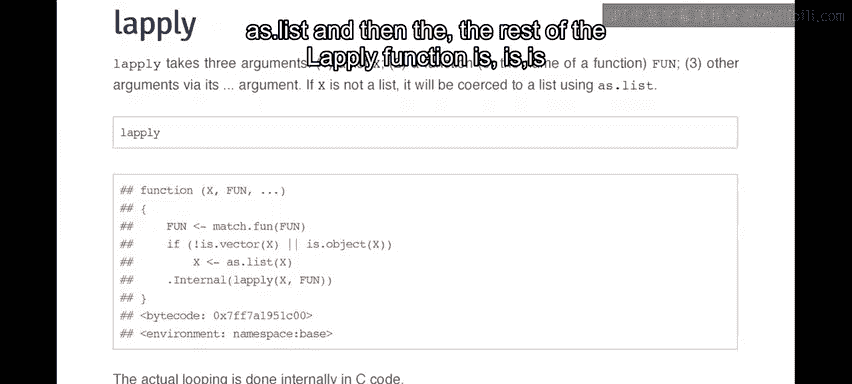 lapply
as.list and then the, the rest of the
Lapply function is, is,is
lapply takes three arguments: name of a function) FUN; (3) other
arguments via its ... argument. If X is not a list, it will be coerced to a list using as.list.
lapply
## function (X, FUN, ...)
## {
##     FUN <- match.fun(FUN)
##     if (!is.vector(X) || is.object(X))
##         X <- as.list(X)
##     .Internal(lapply(X, FUN))
## }
## <bytecode: 0x7ff7a1951c00>
## <environment: namespace:base>
The actual looping is done internally in C code.